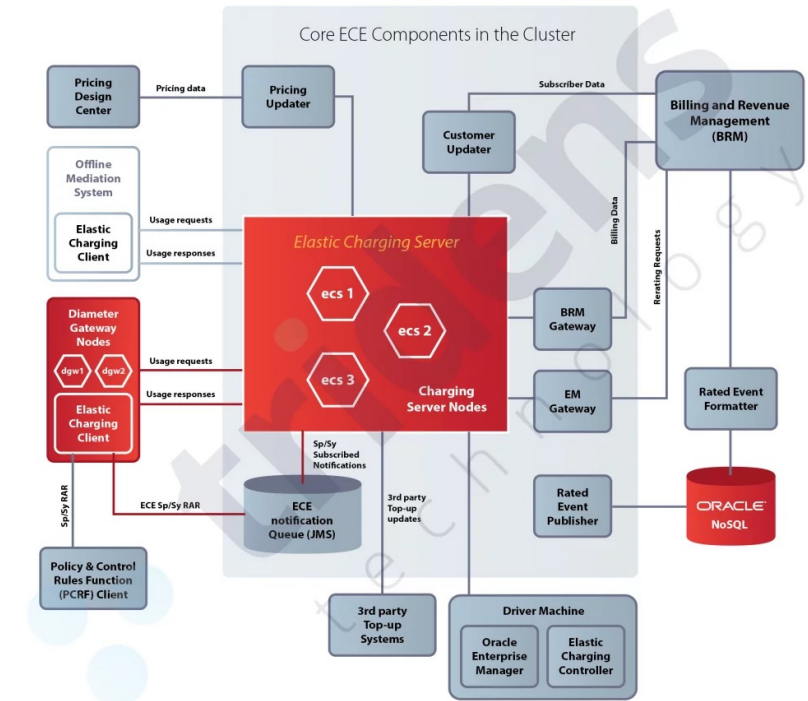 Core ECE Components in the Cluster
Pricing
Design
Center
Pricing data
Pricing
Updater
Subscriber Data
Billing and Revenue
Management
(BRM)
Customer
Updater
Offline
Mediation
System
Elastic
Charging
Client
Usage requests
Usage responses
Elastic Charging Server
ecs 1
ecs 2
ecs 3
Charging
Server Nodes
Billing Data
Rerating Requests
BRM
Gateway
EM
Gateway
Rated Event
Formatter
Diameter
Gateway
Nodes
dgw1
dgw2
Elastic
Charging
Client
Usage requests
Usage responses
Sp/Sy
Subscribed
Notifications
Sp/Sy RAR
ECE Sp/Sy RAR
ECE
notification
Queue (JMS)
3rd party
Top-up
updates
Rated
Event
Publisher
ORACLE
NoSQL
Policy & Control
Rules Function
(PCRF) Client
3rd party
Top-up
Systems
Driver Machine
Oracle
Enterprise
Manager
Elastic
Charging
Controller
tridens
technology